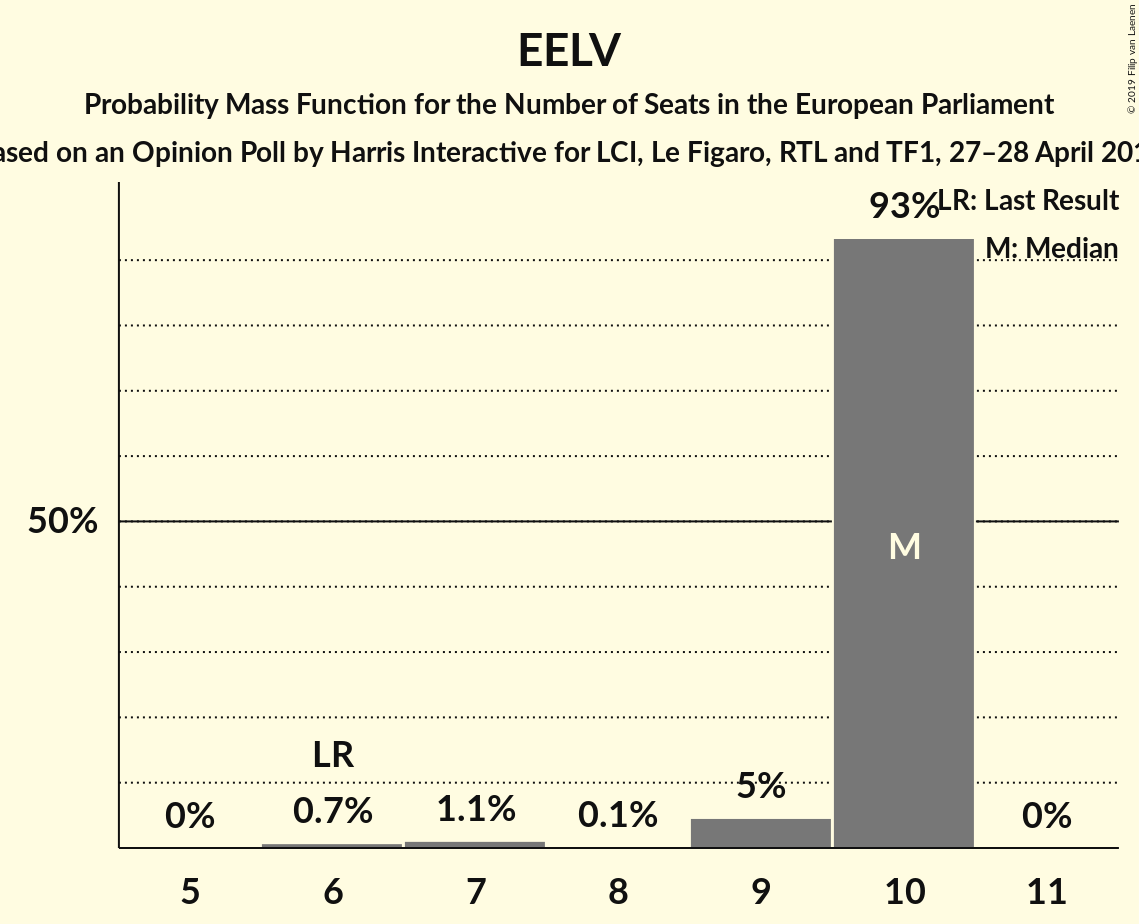 EELV
Probability Mass Function for the Number of Seats in the European Parliament
ased on an Opinion Poll by Harris Interactive for LCI, Le Figaro, RTL and TF1, 27–28 April 201
© 2019 Filip van Laenen
LR: Last Result
M: Median
93%
50%
M
LR
0% 0.7% 1.1% 0.1% 5% 0%
5 6 7 8 9 10 11